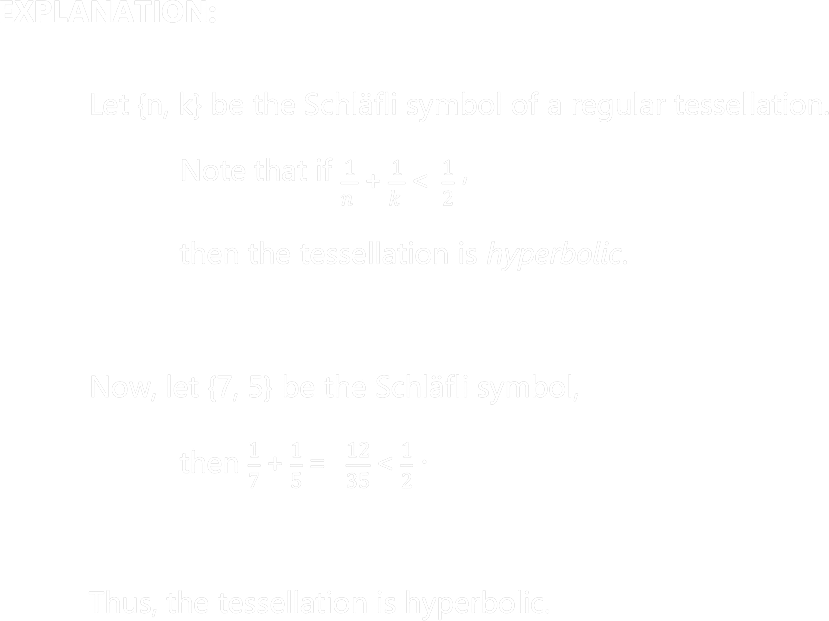 EXPLANATION:
Let {n, k} be the Schläfli symbol of a regular tessellation.
Note that if 1/n + 1/k < 1/2 ,
then the tessellation is hyperbolic.
Now, let {7, 5} be the Schläfli symbol,
then 1/7 + 1/5 = 12/35 < 1/2 .
Thus, the tessellation is hyperbolic.